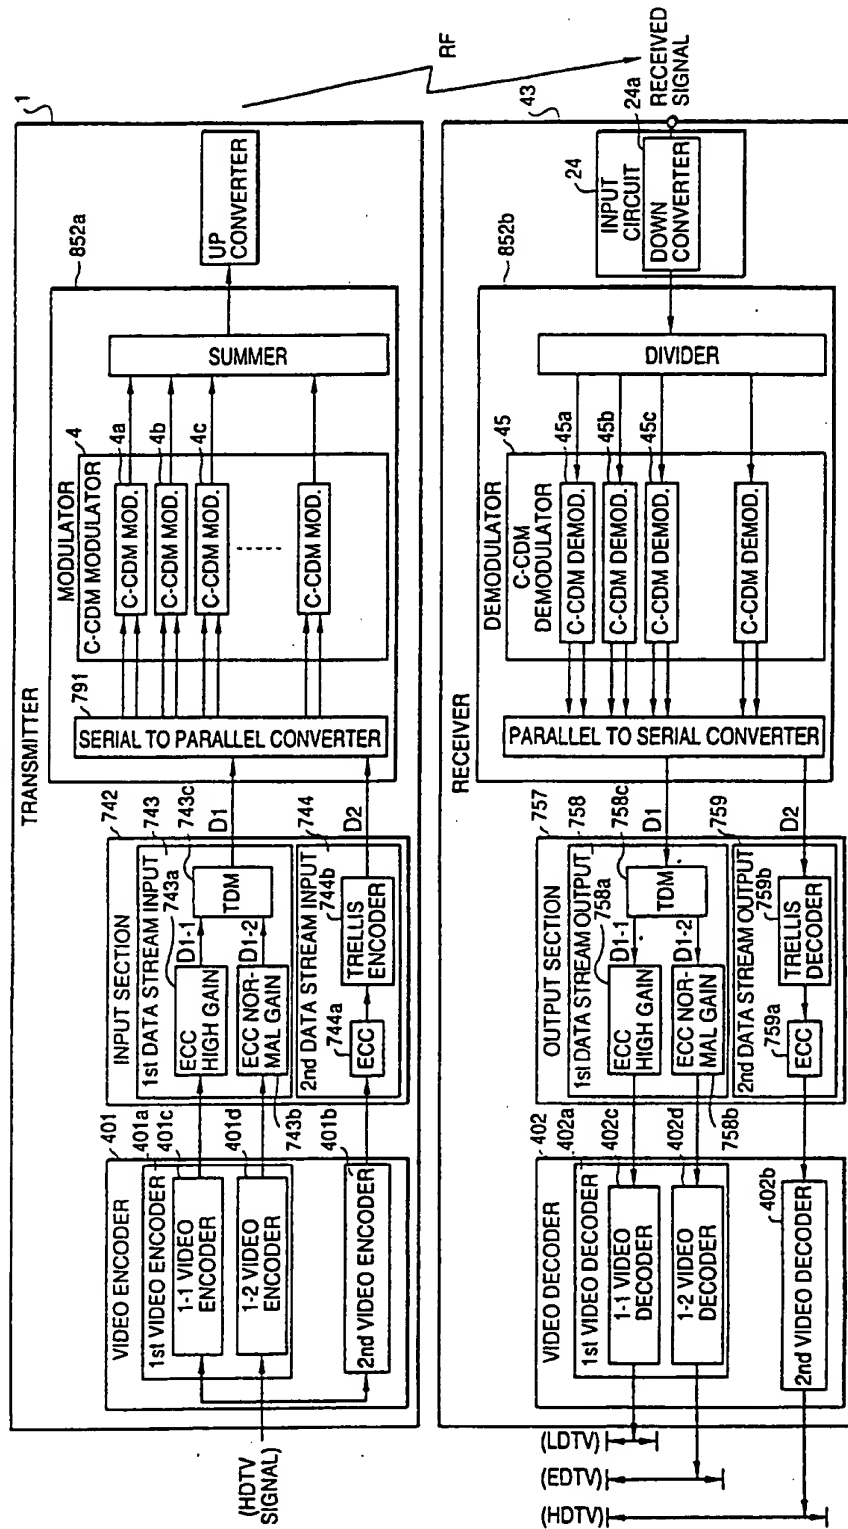 TRANSMITTER
1
(HDTV
SIGNAL)
VIDEO ENCODER
401
1st VIDEO ENCODER
401a
401c
1-1 VIDEO
ENCODER
401d
1-2 VIDEO
ENCODER
401b
2nd VIDEO ENCODER
INPUT SECTION
742
1st DATA STREAM INPUT
743
743a
743c
ECC
HIGH GAIN
D1-1
TDM
ECC NOR-
MAL GAIN
D1-2
743b
2nd DATA STREAM INPUT
744
744a
744b
ECC
TRELLIS
ENCODER
D1
D2
852a
791
SERIAL TO PARALLEL CONVERTER
MODULATOR
C-CDM MODULATOR
4
C-CDM MOD.
4a
C-CDM MOD.
4b
C-CDM MOD.
4c
C-CDM MOD.
SUMMER
UP
CONVERTER
RF
RECEIVER
43
RECEIVED
SIGNAL
24
24a
INPUT
CIRCUIT
DOWN
CONVERTER
852b
DIVIDER
DEMODULATOR
C-CDM
DEMODULATOR
45
45a
C-CDM DEMOD.
45b
C-CDM DEMOD.
45c
C-CDM DEMOD.
C-CDM DEMOD.
PARALLEL TO SERIAL CONVERTER
D1
D2
OUTPUT SECTION
757
1st DATA STREAM OUTPUT
758
758a
758c
ECC
HIGH GAIN
D1-1
TDM
ECC NOR-
MAL GAIN
D1-2
758b
2nd DATA STREAM OUTPUT
759
759a
759b
ECC
TRELLIS
DECODER
VIDEO DECODER
402
1st VIDEO DECODER
402a
402c
1-1 VIDEO
DECODER
402d
1-2 VIDEO
DECODER
402b
2nd VIDEO DECODER
(LDTV)
(EDTV)
(HDTV)